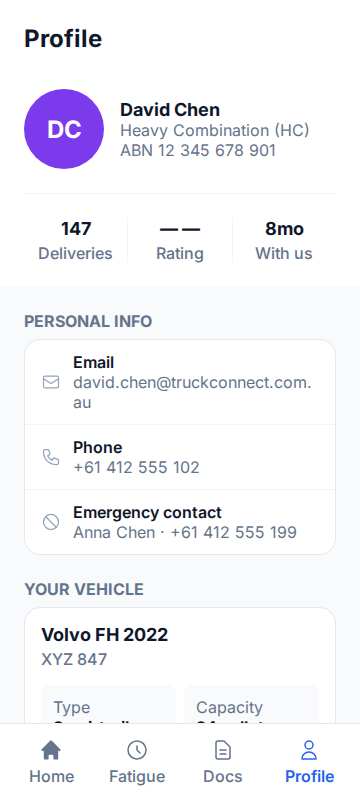 Profile
DC
David Chen
Heavy Combination (HC)
ABN 12 345 678 901
147
Deliveries
——
Rating
8mo
With us
PERSONAL INFO
Email
david.chen@truckconnect.com.
au
Phone
+61 412 555 102
Emergency contact
Anna Chen · +61 412 555 199
YOUR VEHICLE
Volvo FH 2022
XYZ 847
Type
Capacity
Home
Fatigue
Docs
Profile